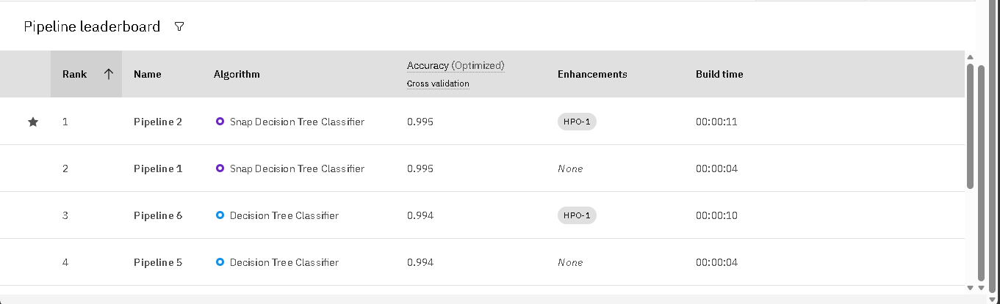 Pipeline leaderboard
Rank Name Algorithm Accuracy (Optimized) Enhancements Build time
Cross validation
1 Pipeline 2 Snap Decision Tree Classifier 0.995 HPO-1 00:00:11
2 Pipeline 1 Snap Decision Tree Classifier 0.995 None 00:00:04
3 Pipeline 6 Decision Tree Classifier 0.994 HPO-1 00:00:10
4 Pipeline 5 Decision Tree Classifier 0.994 None 00:00:04